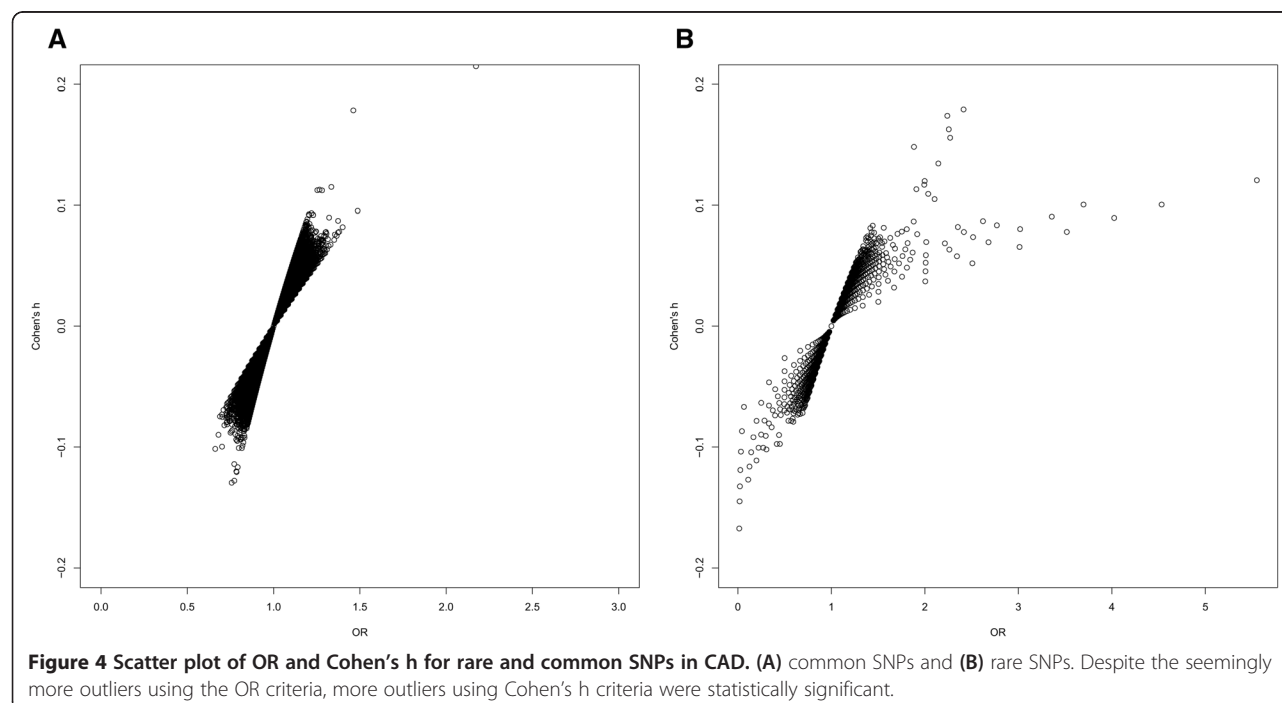 A
B
Cohen's h
0.2
0.1
0.0
−0.1
−0.2
0.0 0.5 1.0 1.5 2.0 2.5 3.0
OR
Cohen's h
0.2
0.1
0.0
−0.1
−0.2
0 1 2 3 4 5
OR
Figure 4 Scatter plot of OR and Cohen's h for rare and common SNPs in CAD. (A) common SNPs and (B) rare SNPs. Despite the seemingly
more outliers using the OR criteria, more outliers using Cohen's h criteria were statistically significant.